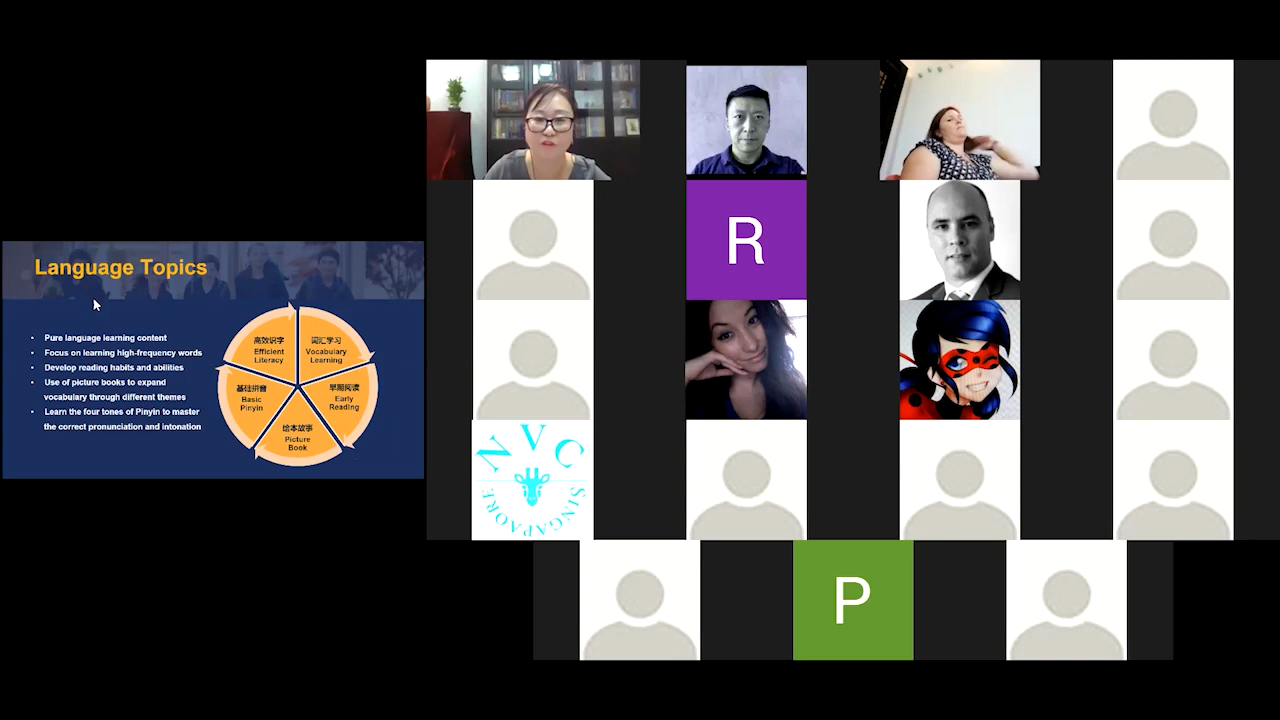 Language Topics
• Pure language learning content
• Focus on learning high-frequency words
• Develop reading habits and abilities
• Use of picture books to expand
vocabulary through different themes
• Learn the four tones of Pinyin to master
the correct pronunciation and intonation
高效识字
Efficient
Literacy
词汇学习
Vocabulary
Learning
基础拼音
Basic
Pinyin
早期阅读
Early
Reading
绘本故事
Picture
Book
R
NVC
SINGAPAORE
P